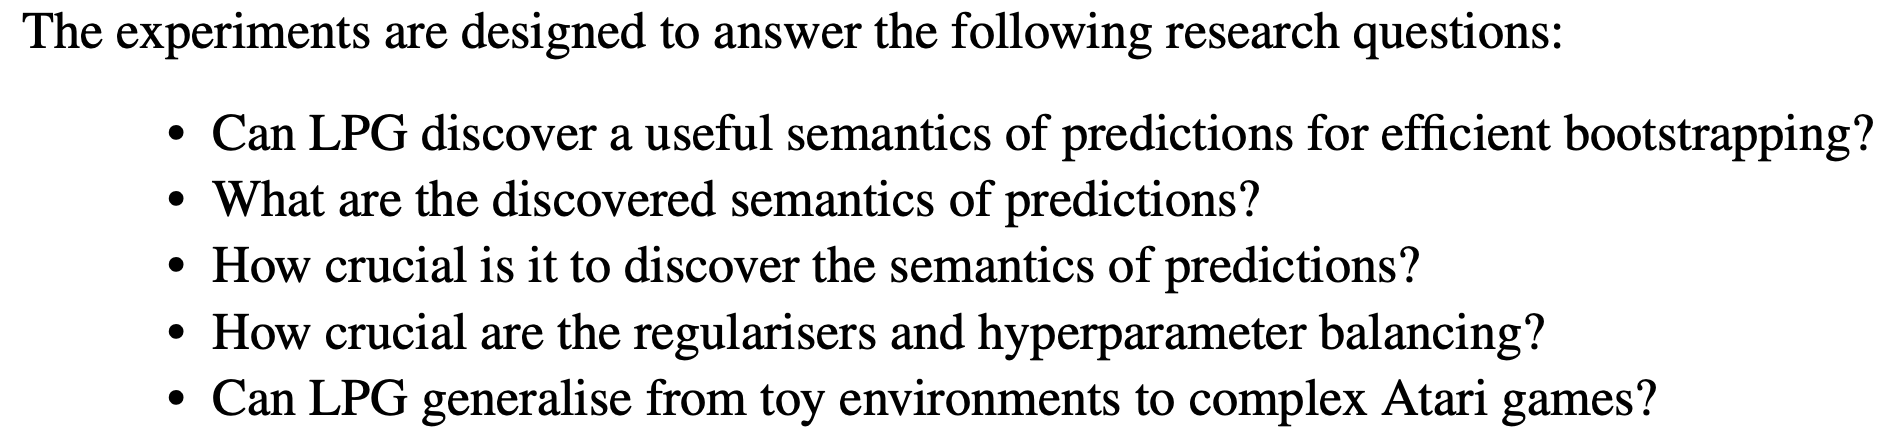 The experiments are designed to answer the following research questions:
• Can LPG discover a useful semantics of predictions for efficient bootstrapping?
• What are the discovered semantics of predictions?
• How crucial is it to discover the semantics of predictions?
• How crucial are the regularisers and hyperparameter balancing?
• Can LPG generalise from toy environments to complex Atari games?